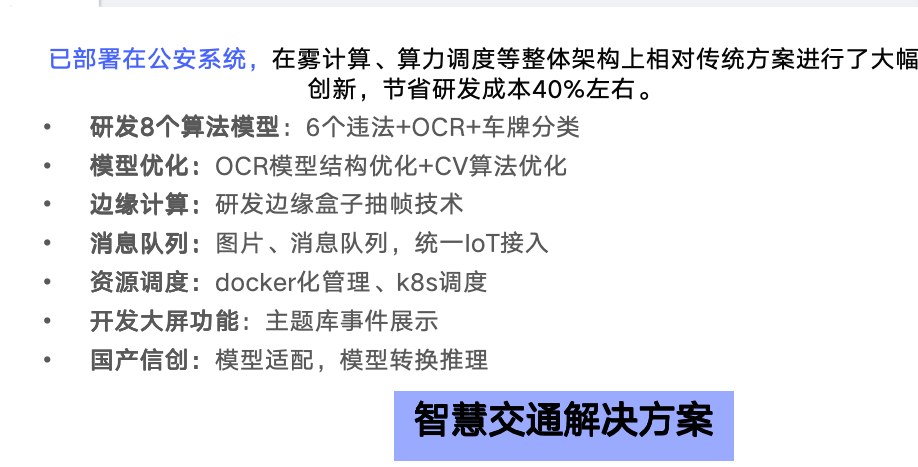 已部署在公安系统，在雾计算、算力调度等整体架构上相对传统方案进行了大幅
创新，节省研发成本40%左右。
• 研发8个算法模型：6个违法+OCR+车牌分类
• 模型优化：OCR模型结构优化+CV算法优化
• 边缘计算：研发边缘盒子抽帧技术
• 消息队列：图片、消息队列，统一IoT接入
• 资源调度：docker化管理、k8s调度
• 开发大屏功能：主题库事件展示
• 国产信创：模型适配，模型转换推理
智慧交通解决方案